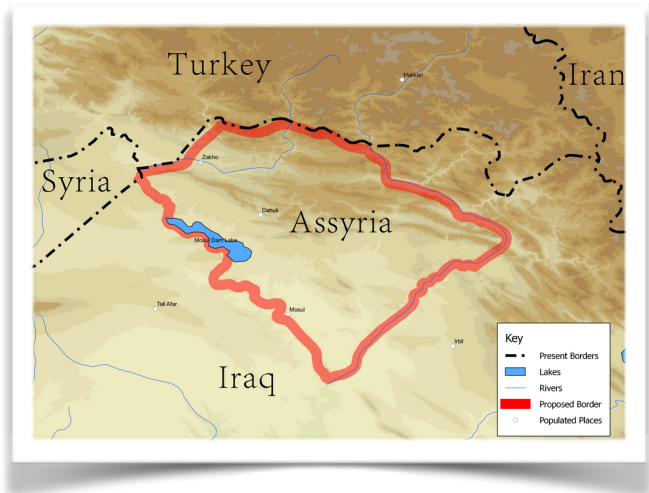 Turkey
Hakkari
Iran
Zakho
Syria
Dahuk
Assyria
Mosul Dam Lake
Tall Afar
Mosul
Irbil
Iraq
Key
Present Borders
Lakes
Rivers
Proposed Border
Populated Places